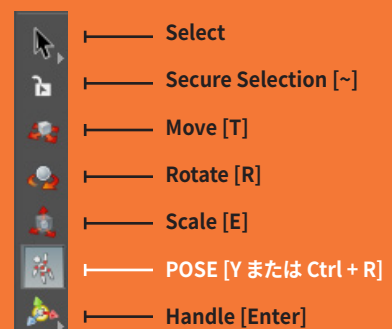 Select
Secure Selection [~]
Move [T]
Rotate [R]
Scale [E]
POSE [Y または Ctrl + R]
Handle [Enter]